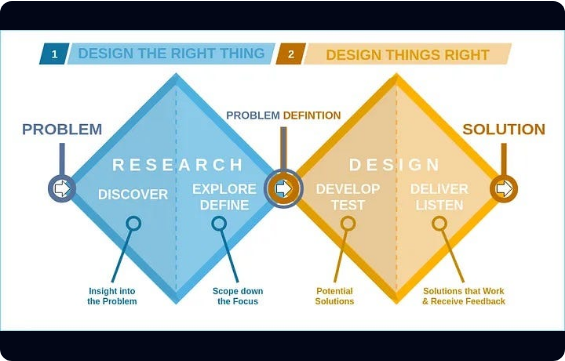 1 DESIGN THE RIGHT THING 2 DESIGN THINGS RIGHT
PROBLEM DEFINTION
PROBLEM
SOLUTION
RESEARCH
DESIGN
DISCOVER
EXPLORE
DEFINE
DEVELOP
TEST
DELIVER
LISTEN
Insight into
the Problem
Scope down
the Focus
Potential
Solutions
Solutions that Work
& Receive Feedback